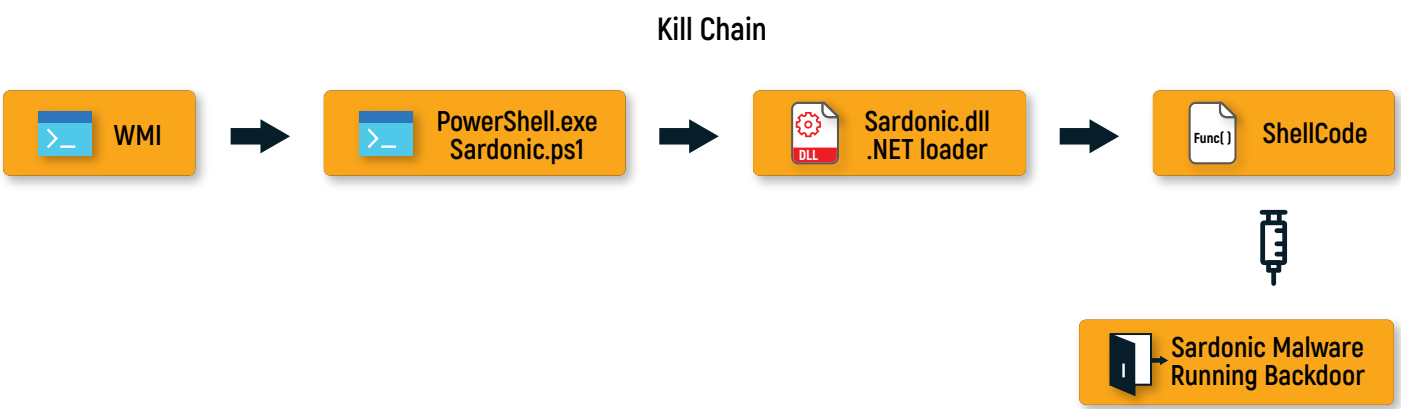 Kill Chain
>_
WMI
>_
PowerShell.exe
Sardonic.ps1
DLL
Sardonic.dll
.NET loader
Func( )
ShellCode
Sardonic Malware
Running Backdoor